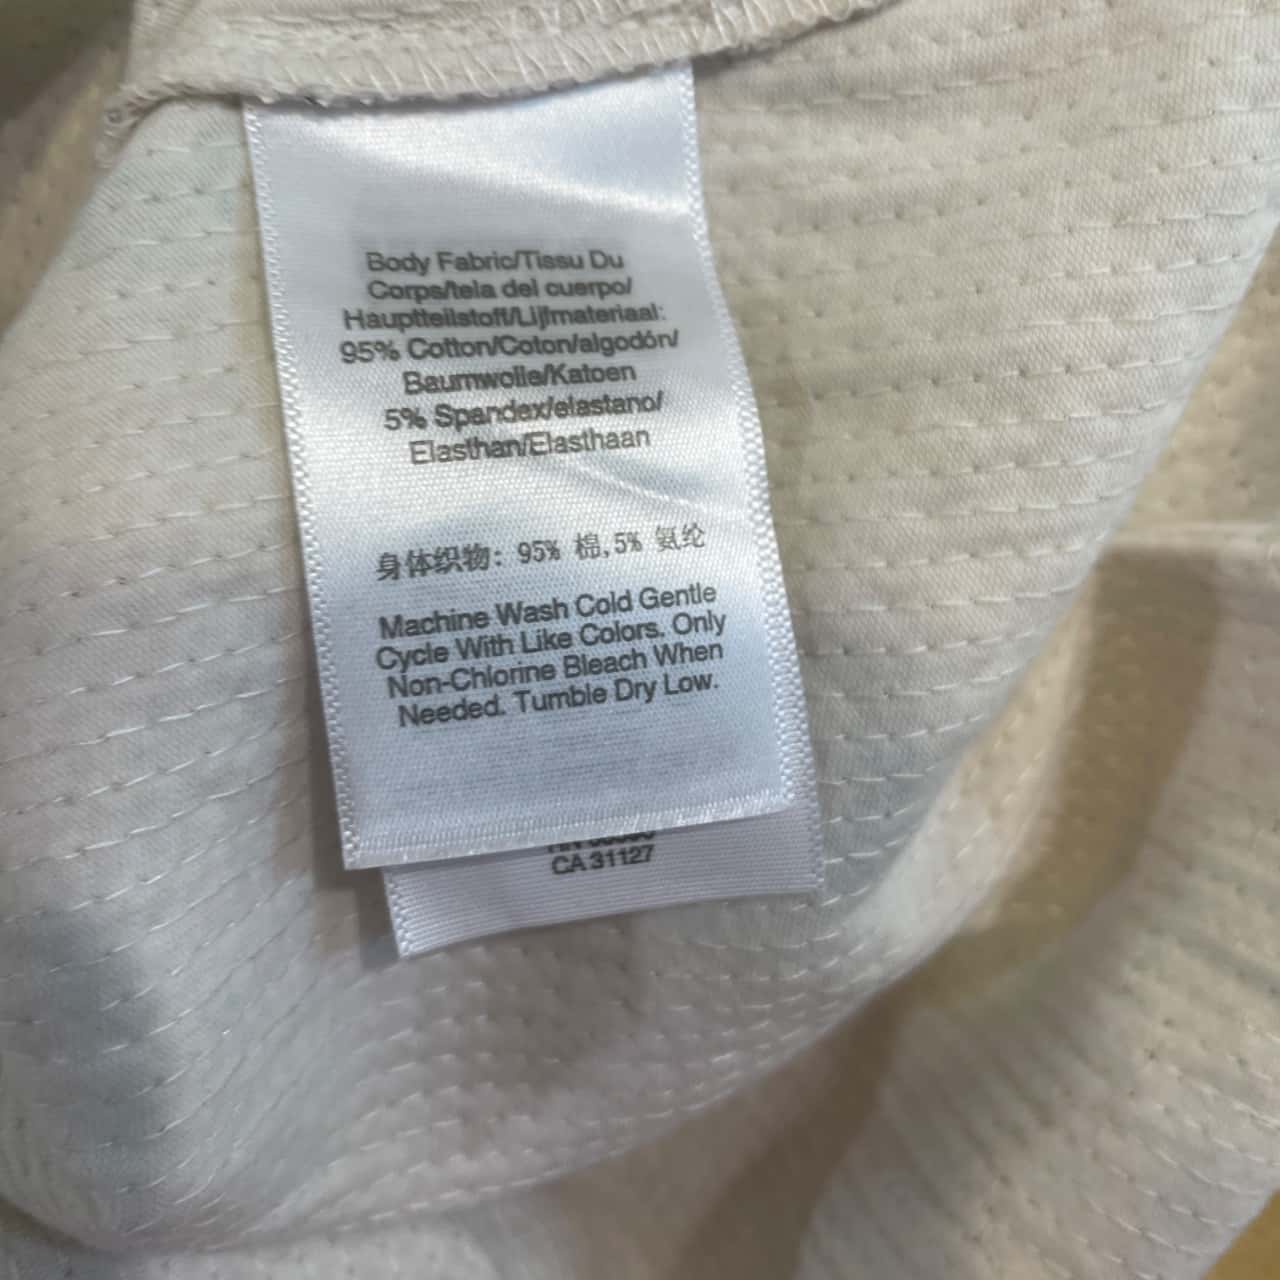 Body Fabric/Tissu Du
Corps/tela del cuerpo/
Hauptteilstoff/Lijfmateriaal:
95% Cotton/Coton/algodón/
Baumwolle/Katoen
5% Spandex/elastano/
Elasthan/Elasthaan
身体织物: 95% 棉,5% 氨纶
Machine Wash Cold Gentle
Cycle With Like Colors. Only
Non-Chlorine Bleach When
Needed. Tumble Dry Low.
CA 31127